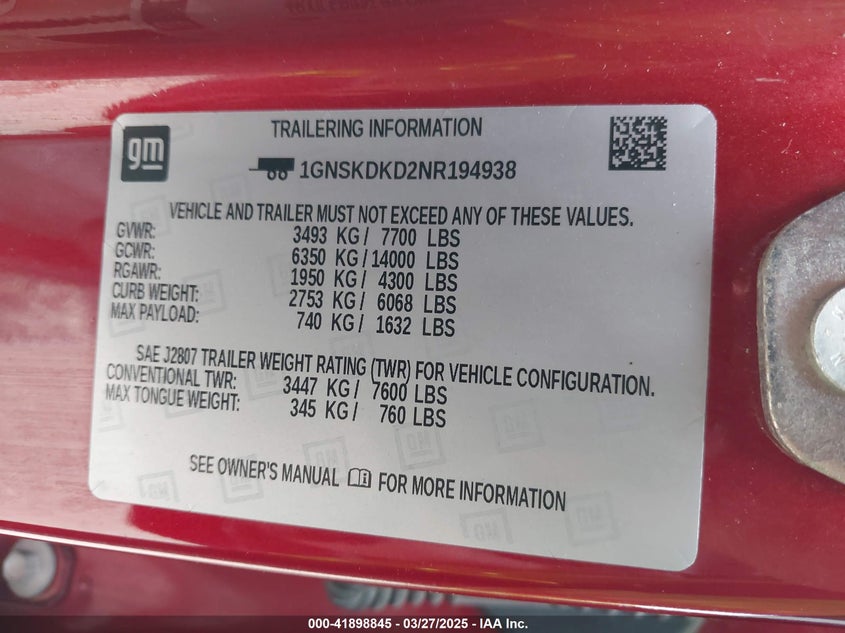 gm
TRAILERING INFORMATION
1GNSKDKD2NR194938
VEHICLE AND TRAILER MUST NOT EXCEED ANY OF THESE VALUES.
GVWR: 3493 KG / 7700 LBS
GCWR: 6350 KG / 14000 LBS
RGAWR: 1950 KG / 4300 LBS
CURB WEIGHT: 2753 KG / 6068 LBS
MAX PAYLOAD: 740 KG / 1632 LBS
SAE J2807 TRAILER WEIGHT RATING (TWR) FOR VEHICLE CONFIGURATION.
CONVENTIONAL TWR: 3447 KG / 7600 LBS
MAX TONGUE WEIGHT: 345 KG / 760 LBS
SEE OWNER'S MANUAL FOR MORE INFORMATION
000-41898845 - 03/27/2025 - IAA Inc.